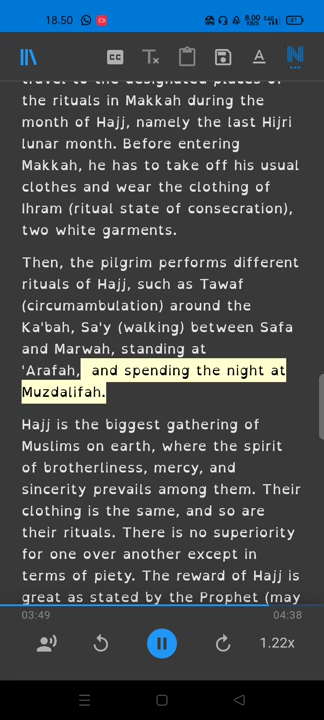 18.50
8.00
KB/S
41
CC
N
travel to the designated places of
the rituals in Makkah during the
month of Hajj, namely the last Hijri
lunar month. Before entering
Makkah, he has to take off his usual
clothes and wear the clothing of
Ihram (ritual state of consecration),
two white garments.
Then, the pilgrim performs different
rituals of Hajj, such as Tawaf
(circumambulation) around the
Ka'bah, Sa'y (walking) between Safa
and Marwah, standing at
'Arafah, and spending the night at
Muzdalifah.
Hajj is the biggest gathering of
Muslims on earth, where the spirit
of brotherliness, mercy, and
sincerity prevails among them. Their
clothing is the same, and so are
their rituals. There is no superiority
for one over another except in
terms of piety. The reward of Hajj is
great as stated by the Prophet (may
03:49
04:38
1.22x